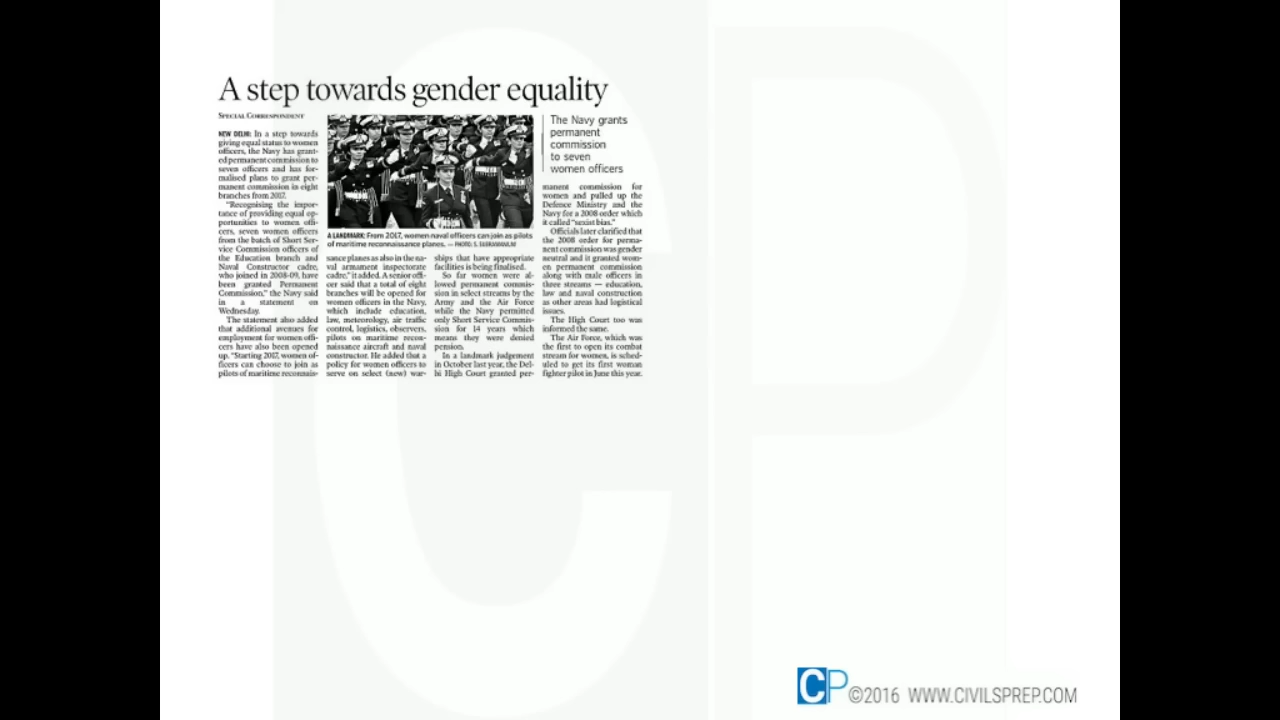 A step towards gender equality
SPECIAL CORRESPONDENT
NEW DELHI: In a step towards
giving equal status to women
officers, the Navy has grant-
ed permanent commission to
seven officers and has for-
malised plans to grant per-
manent commission in eight
branches from 2017.
"Recognising the impor-
tance of providing equal op-
portunities to women offi-
cers, seven women officers
from the batch of Short Ser-
vice Commission officers of
the Education branch and
Naval Constructor cadre,
who joined in 2008-09, have
been granted Permanent
Commission," the Navy said
in a statement on
Wednesday.
The statement also added
that additional avenues for
employment for women offi-
cers have also been opened
up. "Starting 2017, women of-
ficers can choose to join as
pilots of maritime reconnais-
A LANDMARK: From 2017, women naval officers can join as pilots
of maritime reconnaissance planes. — PHOTO: S. SUBRAMANIUM
sance planes as also in the na-
val armament inspectorate
cadre," it added. A senior offi-
cer said that a total of eight
branches will be opened for
women officers in the Navy,
which include education,
law, meteorology, air traffic
control, logistics, observers,
pilots on maritime recon-
naissance aircraft and naval
constructor. He added that a
policy for women officers to
serve on select (new) war-
ships that have appropriate
facilities is being finalised.
So far women were al-
lowed permanent commis-
sion in select streams by the
Army and the Air Force
while the Navy permitted
only Short Service Commis-
sion for 14 years which
means they were denied
pension.
In a landmark judgement
in October last year, the Del-
hi High Court granted per-
The Navy grants
permanent
commission
to seven
women officers
manent commission for
women and pulled up the
Defence Ministry and the
Navy for a 2008 order which
it called "sexist bias."
Officials later clarified that
the 2008 order for perma-
nent commission was gender
neutral and it granted wom-
en permanent commission
along with male officers in
three streams — education,
law and naval construction
as other areas had logistical
issues.
The High Court too was
informed the same.
The Air Force, which was
the first to open its combat
stream for women, is sched-
uled to get its first woman
fighter pilot in June this year.
CP ©2016 WWW.CIVILSPREP.COM